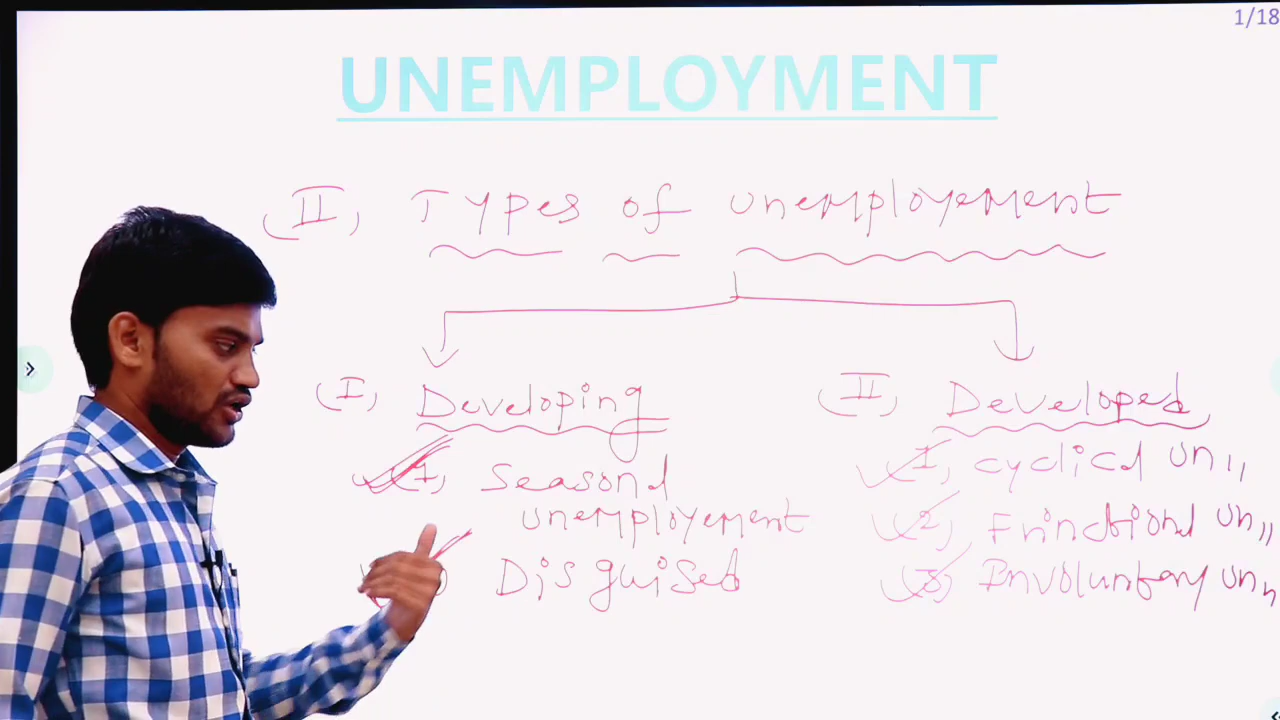 1/18
UNEMPLOYMENT
(II), Types of unemployement
(I), Developing
(II), Developed,
1, Seasonal
unemployement
Disguised
1, Cyclical un,,
2, Frinctional un,,
3, Involuntary un,,